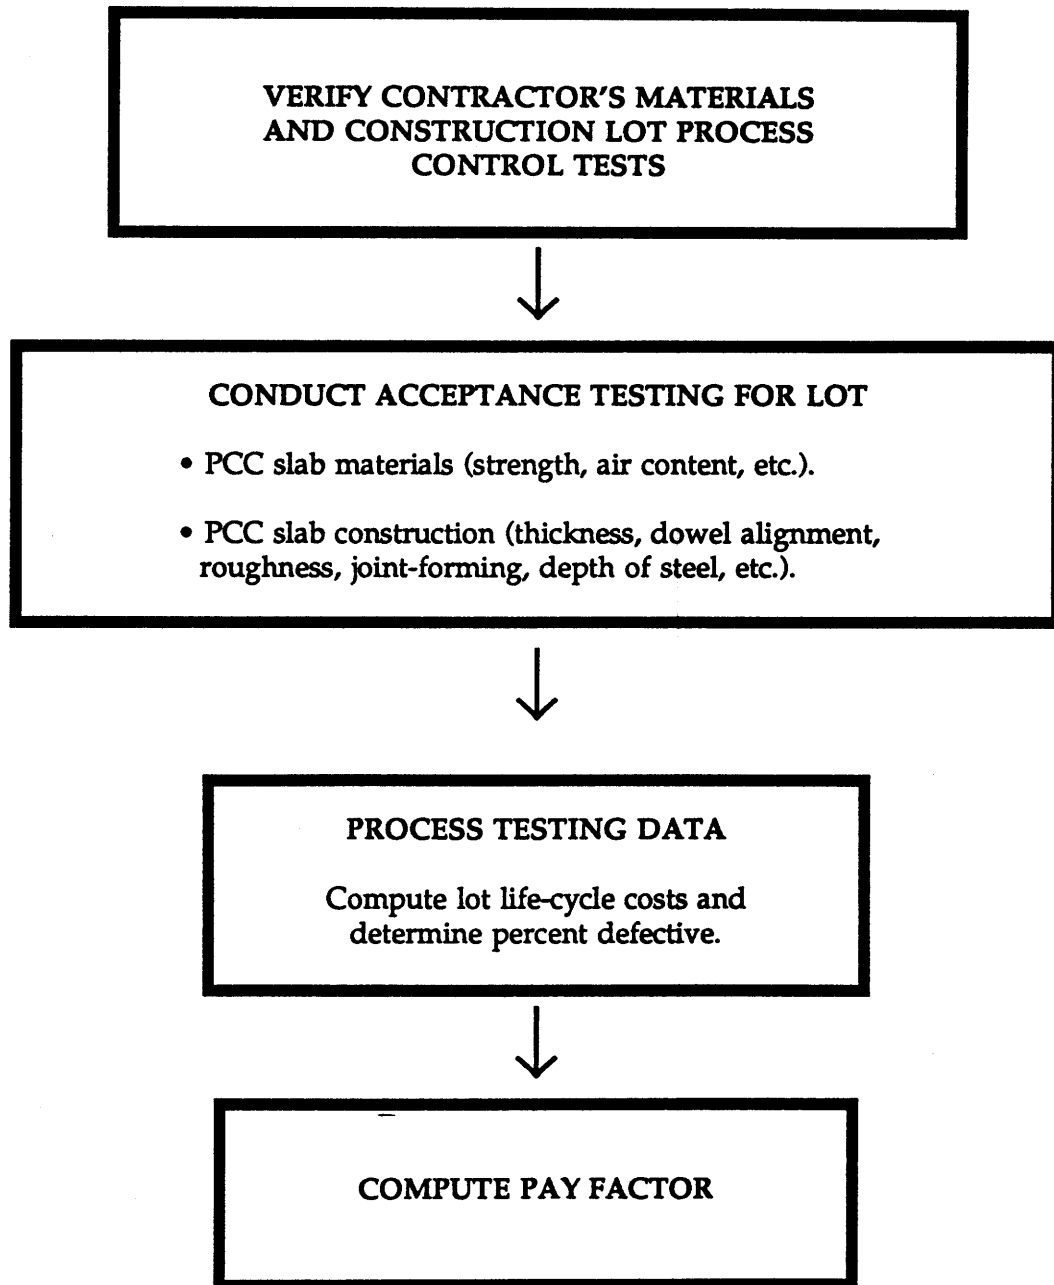 VERIFY CONTRACTOR'S MATERIALS
AND CONSTRUCTION LOT PROCESS
CONTROL TESTS
CONDUCT ACCEPTANCE TESTING FOR LOT
• PCC slab materials (strength, air content, etc.).
• PCC slab construction (thickness, dowel alignment,
roughness, joint-forming, depth of steel, etc.).
PROCESS TESTING DATA
Compute lot life-cycle costs and
determine percent defective.
COMPUTE PAY FACTOR